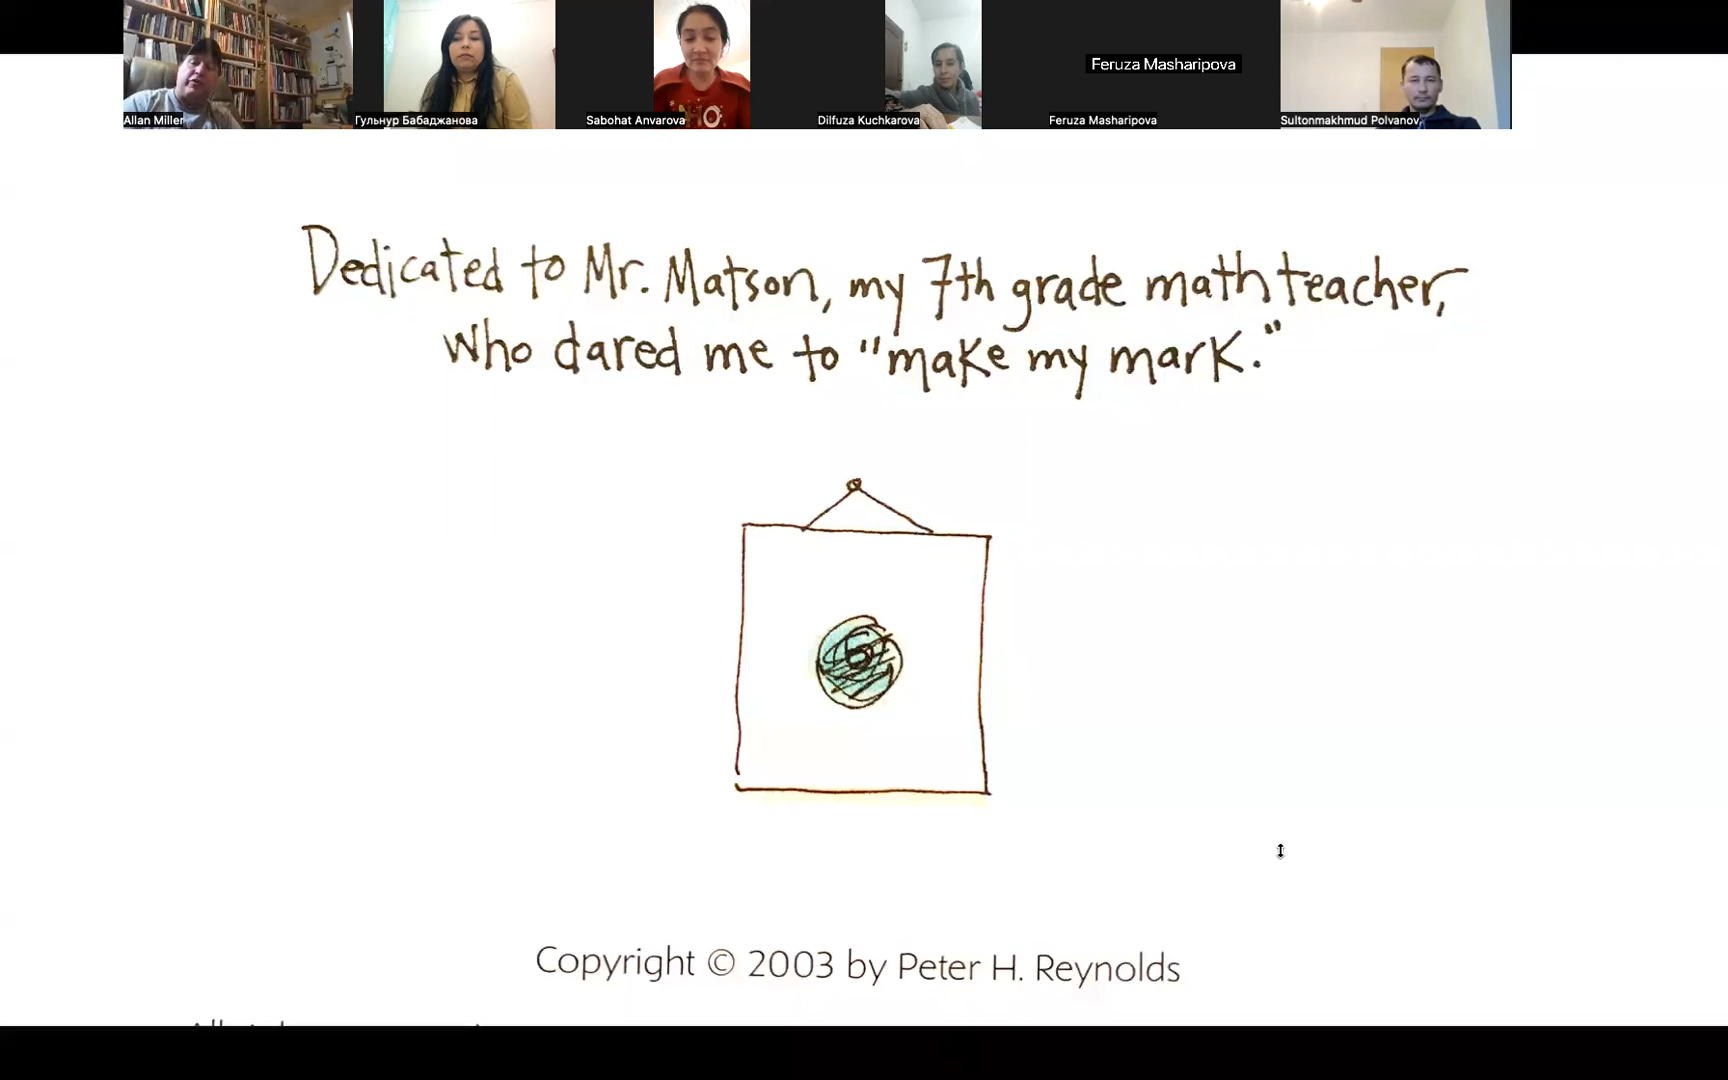 Feruza Masharipova
Allan Miller
Гульнур Бабаджанова
Sabohat Anvarova
Dilfuza Kuchkarova
Feruza Masharipova
Sultonmakhmud Polvanov
Dedicated to Mr. Matson, my 7th grade math teacher,
who dared me to "make my mark."
Copyright © 2003 by Peter H. Reynolds